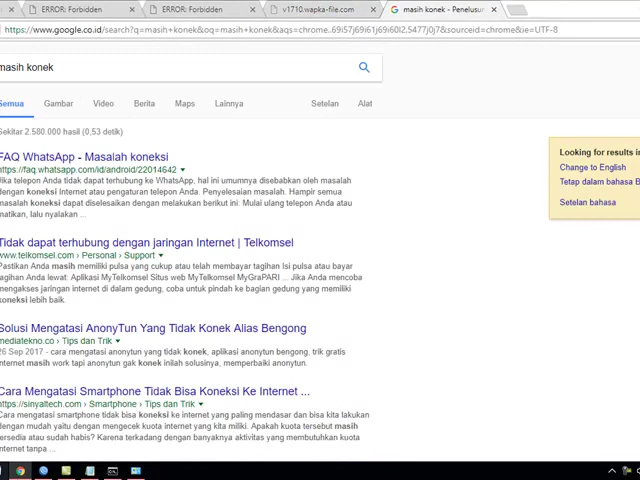 ERROR: Forbidden
ERROR: Forbidden
v1710.wapka-file.com
masih konek - Penelusur
https://www.google.co.id/search?q=masih+konek&oq=masih+konek&aqs=chrome..69i57j69i61j69i60l2.5477j0j7&sourceid=chrome&ie=UTF-8
masih konek
Semua Gambar Video Berita Maps Lainnya Setelan Alat
Sekitar 2.580.000 hasil (0,53 detik)
Looking for results in
Change to English
Tetap dalam bahasa B
Setelan bahasa
FAQ WhatsApp - Masalah koneksi
https://faq.whatsapp.com/id/android/22014642
Jika telepon Anda tidak dapat terhubung ke WhatsApp, hal ini umumnya disebabkan oleh masalah
dengan koneksi Internet atau pengaturan telepon Anda. Penyelesaian masalah. Hampir semua
masalah koneksi dapat diselesaikan dengan melakukan berikut ini: Mulai ulang telepon Anda atau
matikan, lalu nyalakan ...
Tidak dapat terhubung dengan jaringan Internet | Telkomsel
www.telkomsel.com › Personal › Support
Pastikan Anda masih memiliki pulsa yang cukup atau telah membayar tagihan Isi pulsa atau bayar
tagihan Anda lewat: Aplikasi MyTelkomsel Situs web MyTelkomsel MyGraPARI ... Jika Anda mencoba
mengakses jaringan internet di dalam gedung, coba untuk pindah ke bagian gedung yang memiliki
koneksi lebih baik.
Solusi Mengatasi AnonyTun Yang Tidak Konek Alias Bengong
mediatekno.co › Tips dan Trik
26 Sep 2017 - cara mengatasi anonytun yang tidak konek, aplikasi anonytun bengong, trik gratis
internet masih work tapi anonytun gak konek inilah solusinya, memperbaiki anonytun.
Cara Mengatasi Smartphone Tidak Bisa Koneksi Ke Internet ...
https://sinyaltech.com › Smartphone › Tips dan Trik
Cara mengatasi smartphone tidak bisa koneksi ke internet yang paling mendasar dan bisa kita lakukan
dengan mudah yaitu dengan mengecek kuota internet yang kita miliki. Apakah kuota tersebut masih
tersedia atau sudah habis? Karena terkadang dengan banyaknya aktivitas yang membutuhkan kuota
internet tanpa ...